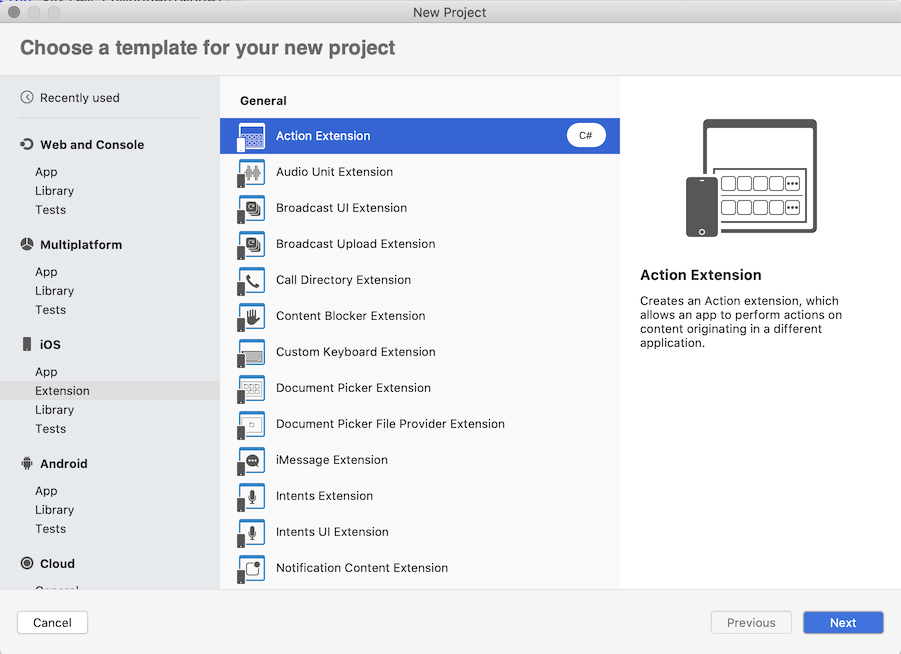 New Project
Choose a template for your new project
Recently used
Web and Console
App
Library
Tests
Multiplatform
App
Library
Tests
iOS
App
Extension
Library
Tests
Android
App
Library
Tests
Cloud
General
Action Extension
C#
Audio Unit Extension
Broadcast UI Extension
Broadcast Upload Extension
Call Directory Extension
Content Blocker Extension
Custom Keyboard Extension
Document Picker Extension
Document Picker File Provider Extension
iMessage Extension
Intents Extension
Intents UI Extension
Notification Content Extension
Action Extension
Creates an Action extension, which
allows an app to perform actions on
content originating in a different
application.
Cancel
Previous
Next